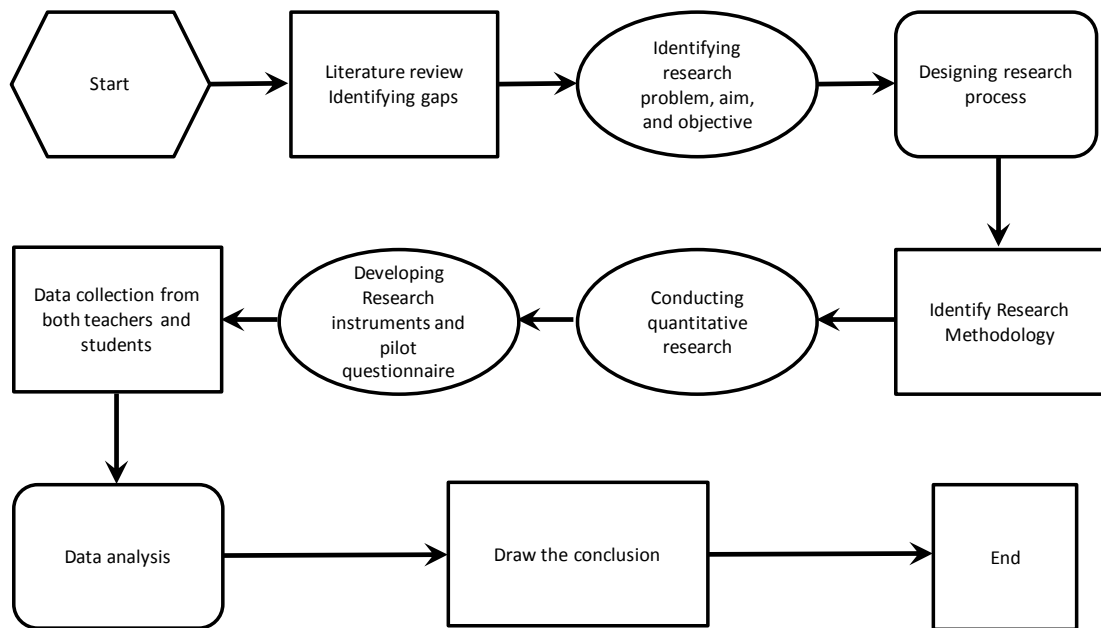 Start
Literature review
Identifying gaps
Identifying
research
problem, aim,
and objective
Designing research
process
Identify Research
Methodology
Conducting
quantitative
research
Developing
Research
instruments and
pilot
questionnaire
Data collection from
both teachers and
students
Data analysis
Draw the conclusion
End